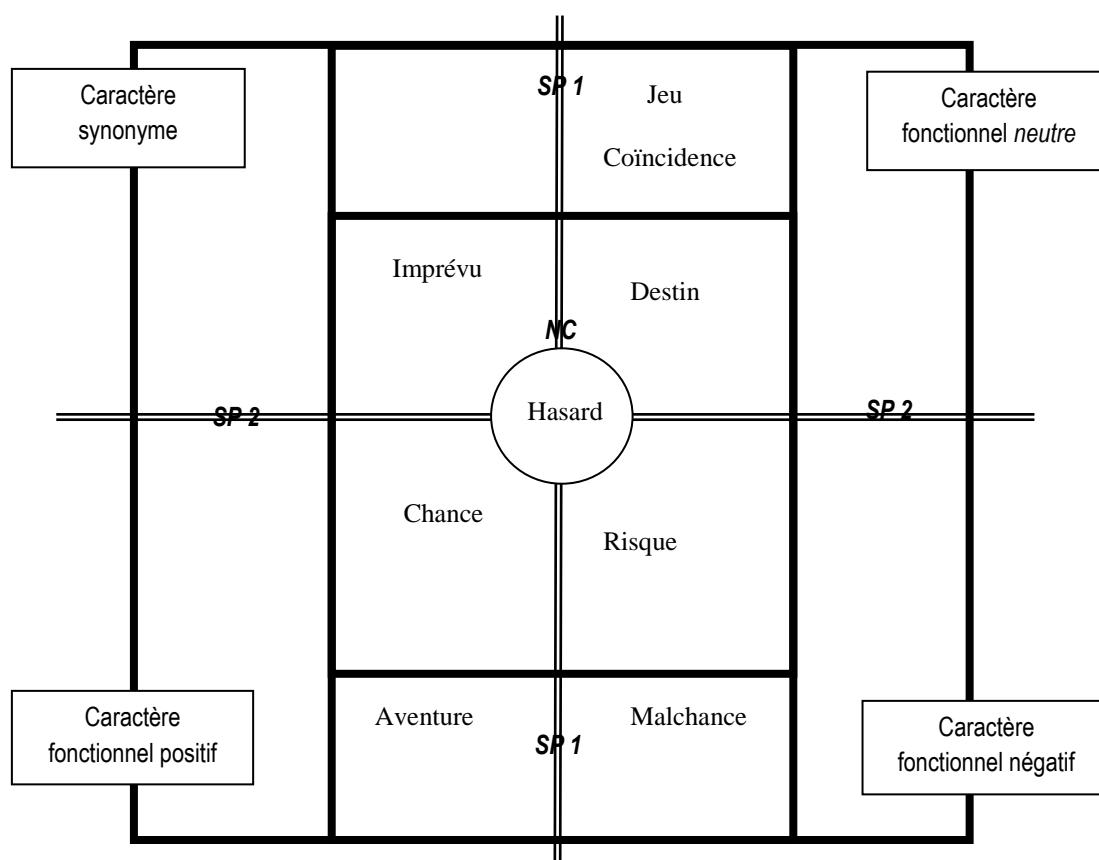 SP 1
Jeu
Caractère
synonyme
Caractère
fonctionnel neutre
Coïncidence
Imprévu
Destin
NC
Hasard
SP 2
SP 2
Chance
Risque
Caractère
fonctionnel positif
Aventure
Malchance
SP 1
Caractère
fonctionnel négatif